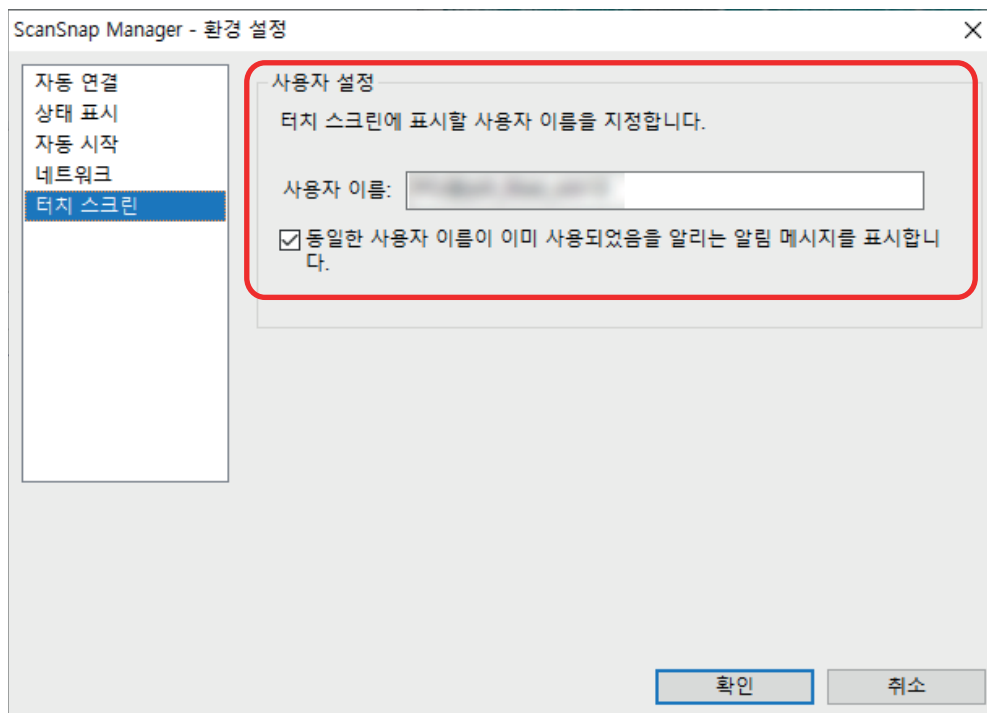 ScanSnap Manager - 환경 설정
자동 연결
상태 표시
자동 시작
네트워크
터치 스크린
사용자 설정
터치 스크린에 표시할 사용자 이름을 지정합니다.
사용자 이름:
동일한 사용자 이름이 이미 사용되었음을 알리는 알림 메시지를 표시합니
다.
확인
취소